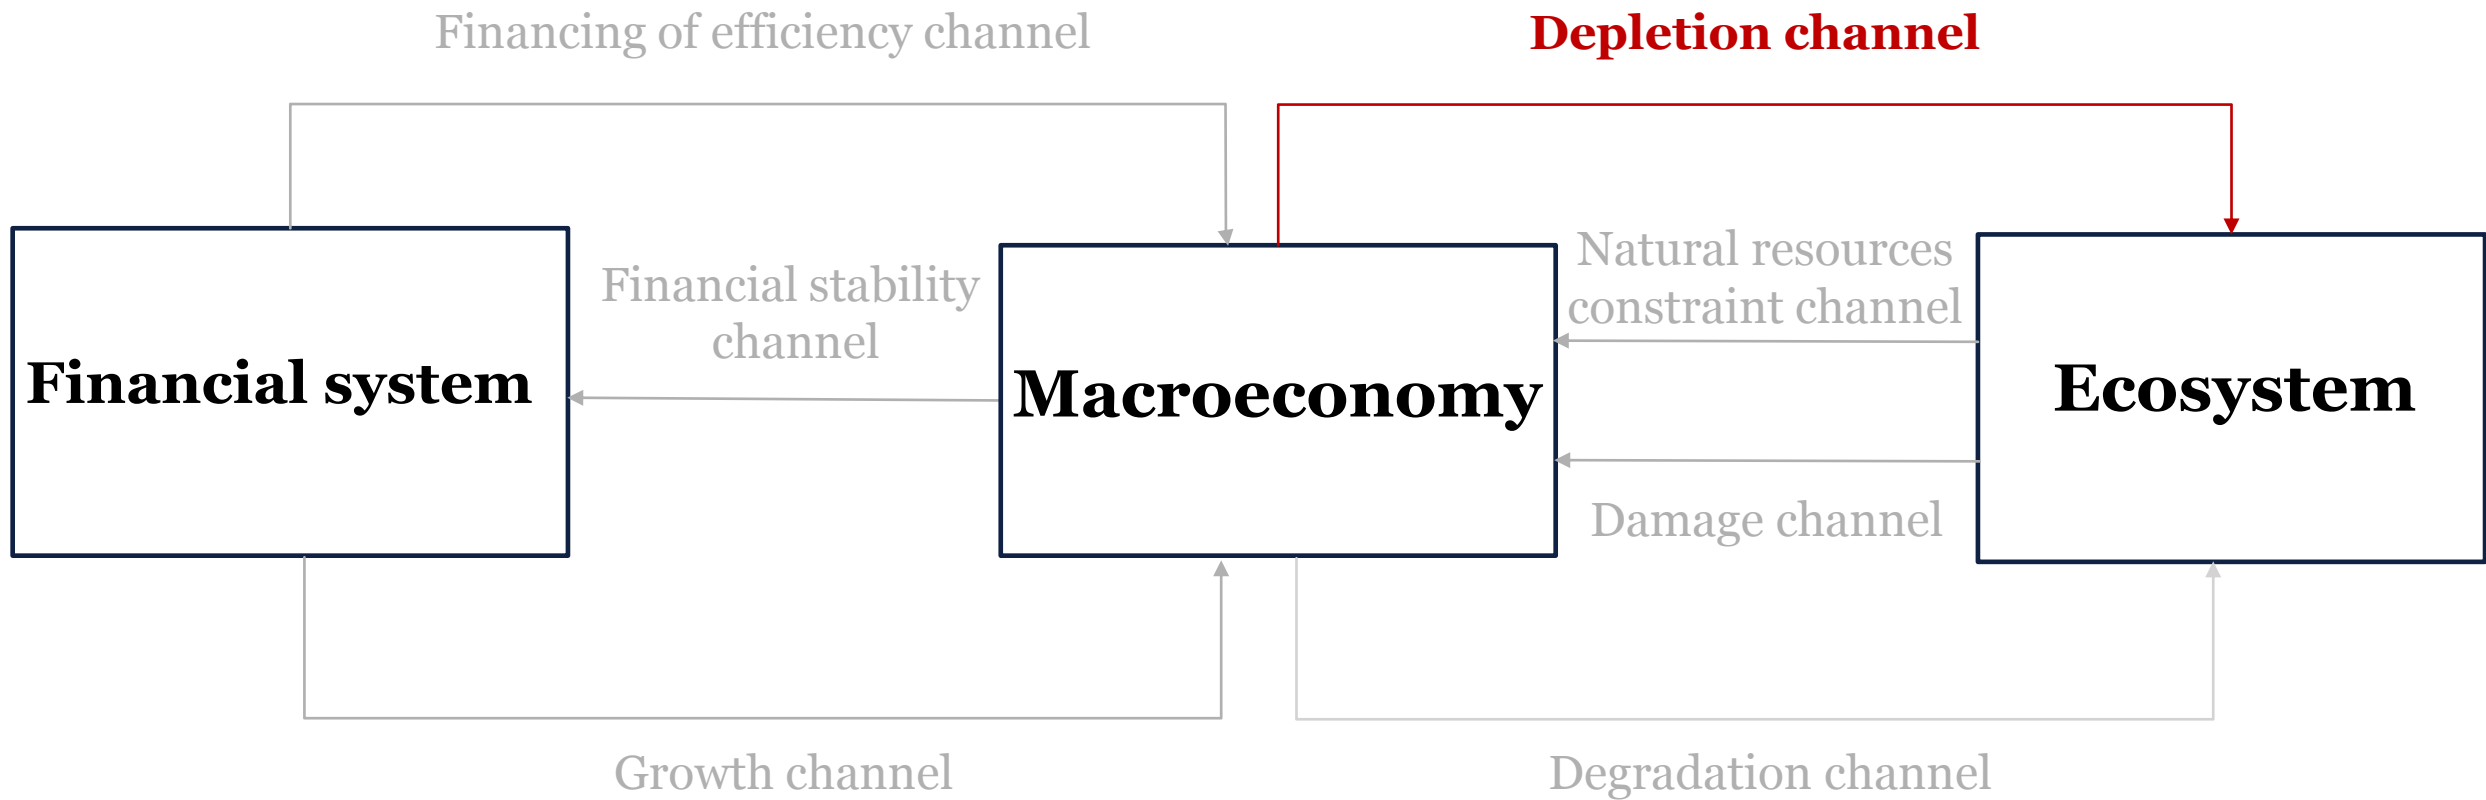 Financing of efficiency channel
Depletion channel
Financial system
Financial stability
channel
Macroeconomy
Natural resources
constraint channel
Damage channel
Ecosystem
Growth channel
Degradation channel